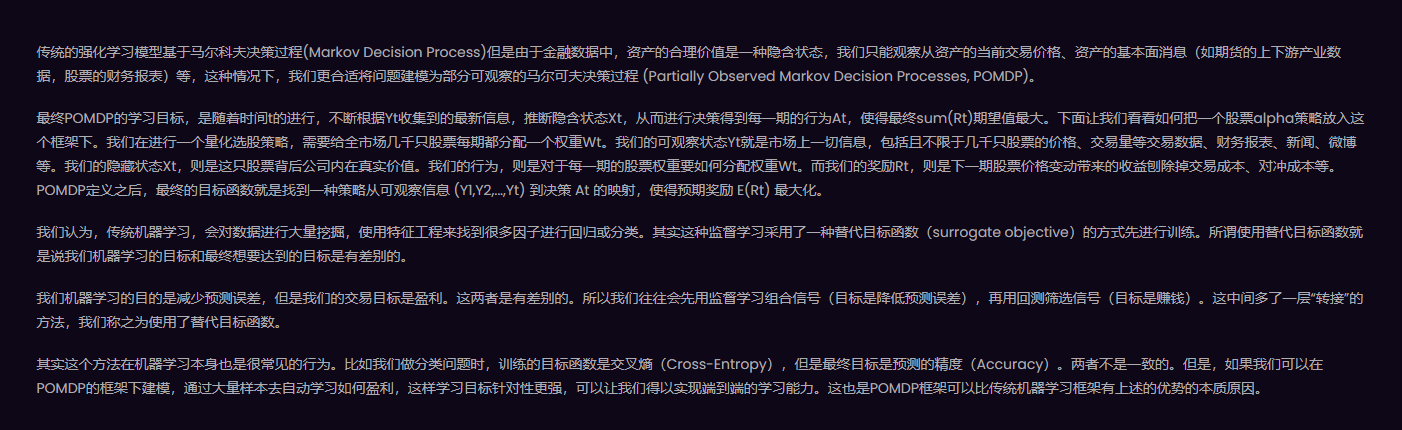 传统的强化学习模型基于马尔科夫决策过程(Markov Decision Process)但是由于金融数据中，资产的合理价值是一种隐含状态，我们只能观察从资产的当前交易价格、资产的基本面消息（如期货的上下游产业数
据，股票的财务报表）等，这种情况下，我们更合适将问题建模为部分可观察的马尔可夫决策过程 (Partially Observed Markov Decision Processes, POMDP)。
最终POMDP的学习目标，是随着时间t的进行，不断根据Yt收集到的最新信息，推断隐含状态Xt，从而进行决策得到每一期的行为At，使得最终sum(Rt)期望值最大。下面让我们看看如何把一个股票alpha策略放入这
个框架下。我们在进行一个量化选股策略，需要给全市场几千只股票每期都分配一个权重Wt。我们的可观察状态Yt就是市场上一切信息，包括且不限于几千只股票的价格、交易量等交易数据、财务报表、新闻、微博
等。我们的隐藏状态Xt，则是这只股票背后公司内在真实价值。我们的行为，则是对于每一期的股票权重要如何分配权重Wt。而我们的奖励Rt，则是下一期股票价格变动带来的收益刨除掉交易成本、对冲成本等。
POMDP定义之后，最终的目标函数就是找到一种策略从可观察信息 (Y1,Y2,...,Yt) 到决策 At 的映射，使得预期奖励 E(Rt) 最大化。
我们认为，传统机器学习，会对数据进行大量挖掘，使用特征工程来找到很多因子进行回归或分类。其实这种监督学习采用了一种替代目标函数（surrogate objective）的方式先进行训练。所谓使用替代目标函数就
是说我们机器学习的目标和最终想要达到的目标是有差别的。
我们机器学习的目的是减少预测误差，但是我们的交易目标是盈利。这两者是有差别的。所以我们往往会先用监督学习组合信号（目标是降低预测误差），再用回测筛选信号（目标是赚钱）。这中间多了一层“转接”的
方法，我们称之为使用了替代目标函数。
其实这个方法在机器学习本身也是很常见的行为。比如我们做分类问题时，训练的目标函数是交叉熵（Cross-Entropy），但是最终目标是预测的精度（Accuracy）。两者不是一致的。但是，如果我们可以在
POMDP的框架下建模，通过大量样本去自动学习如何盈利，这样学习目标针对性更强，可以让我们得以实现端到端的学习能力。这也是POMDP框架可以比传统机器学习框架有上述的优势的本质原因。